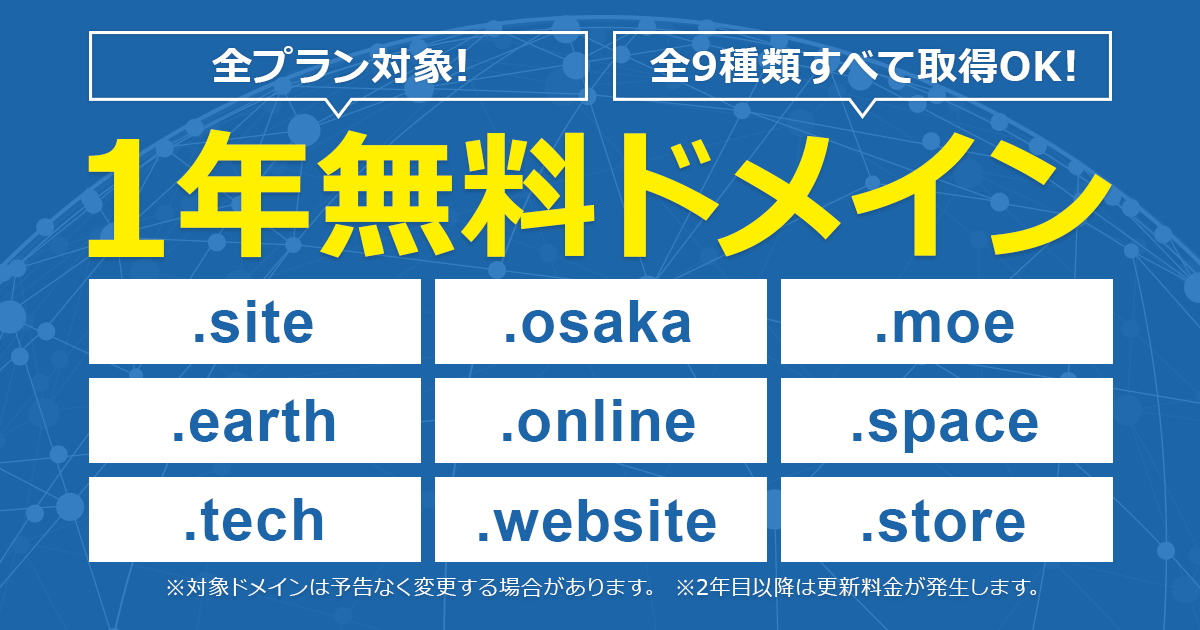 全プラン対象!
全9種類すべて取得OK!
1年無料ドメイン
.site
.osaka
.moe
.earth
.online
.space
.tech
.website
.store
※対象ドメインは予告なく変更する場合があります。 ※2年目以降は更新料金が発生します。